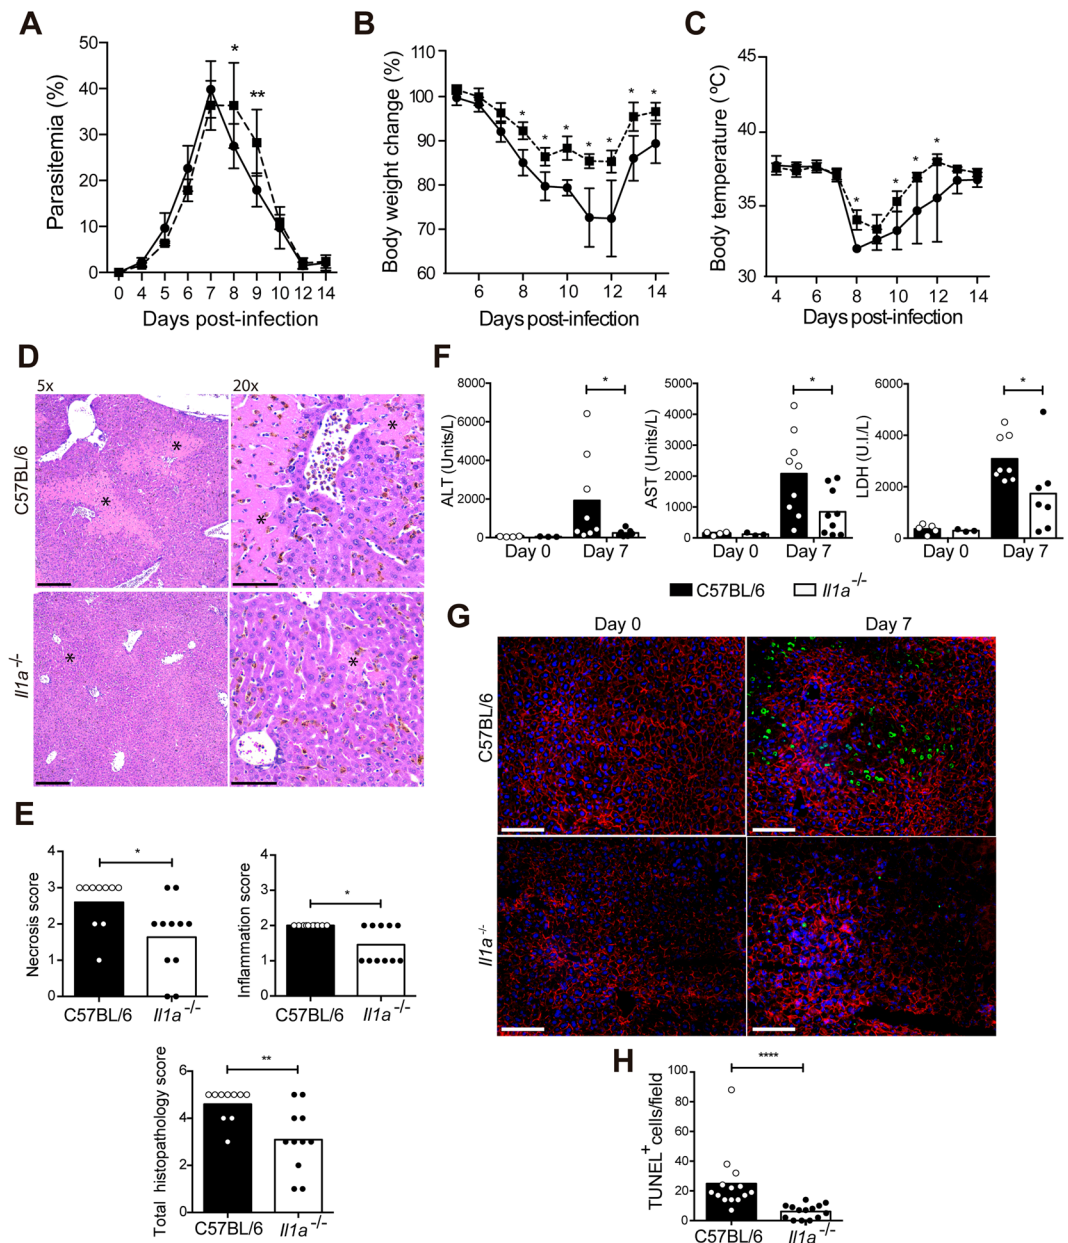 A
Parasitemia (%)
50
40
30
20
10
0
*
**
0 4 5 6 7 8 9 10 12 14
Days post-infection
B
Body weight change (%)
110
100
90
80
60
* * * * * * *
6 8 10 12 14
Days post-infection
C
Body temperature (ºC)
45
40
35
30
* * * *
4 6 8 10 12 14
Days post-infection
D
5x 20x
C57BL/6
* * * *
Il1a-/-
* *
E
Necrosis score
4
3
2
1
0
*
C57BL/6 Il1a-/-
Inflammation score
4
3
2
1
0
*
C57BL/6 Il1a-/-
Total histopathology score
6
4
2
0
**
C57BL/6 Il1a-/-
F
ALT (Units/L)
8000
6000
4000
2000
0
*
Day 0 Day 7
AST (Units/L)
5000
4000
3000
2000
1000
0
*
Day 0 Day 7
LDH (U.I./L)
6000
4000
2000
0
*
Day 0 Day 7
C57BL/6 Il1a-/-
G
Day 0 Day 7
C57BL/6
Il1a-/-
H
TUNEL+ cells/field
100
80
60
40
20
0
****
C57BL/6 Il1a-/-